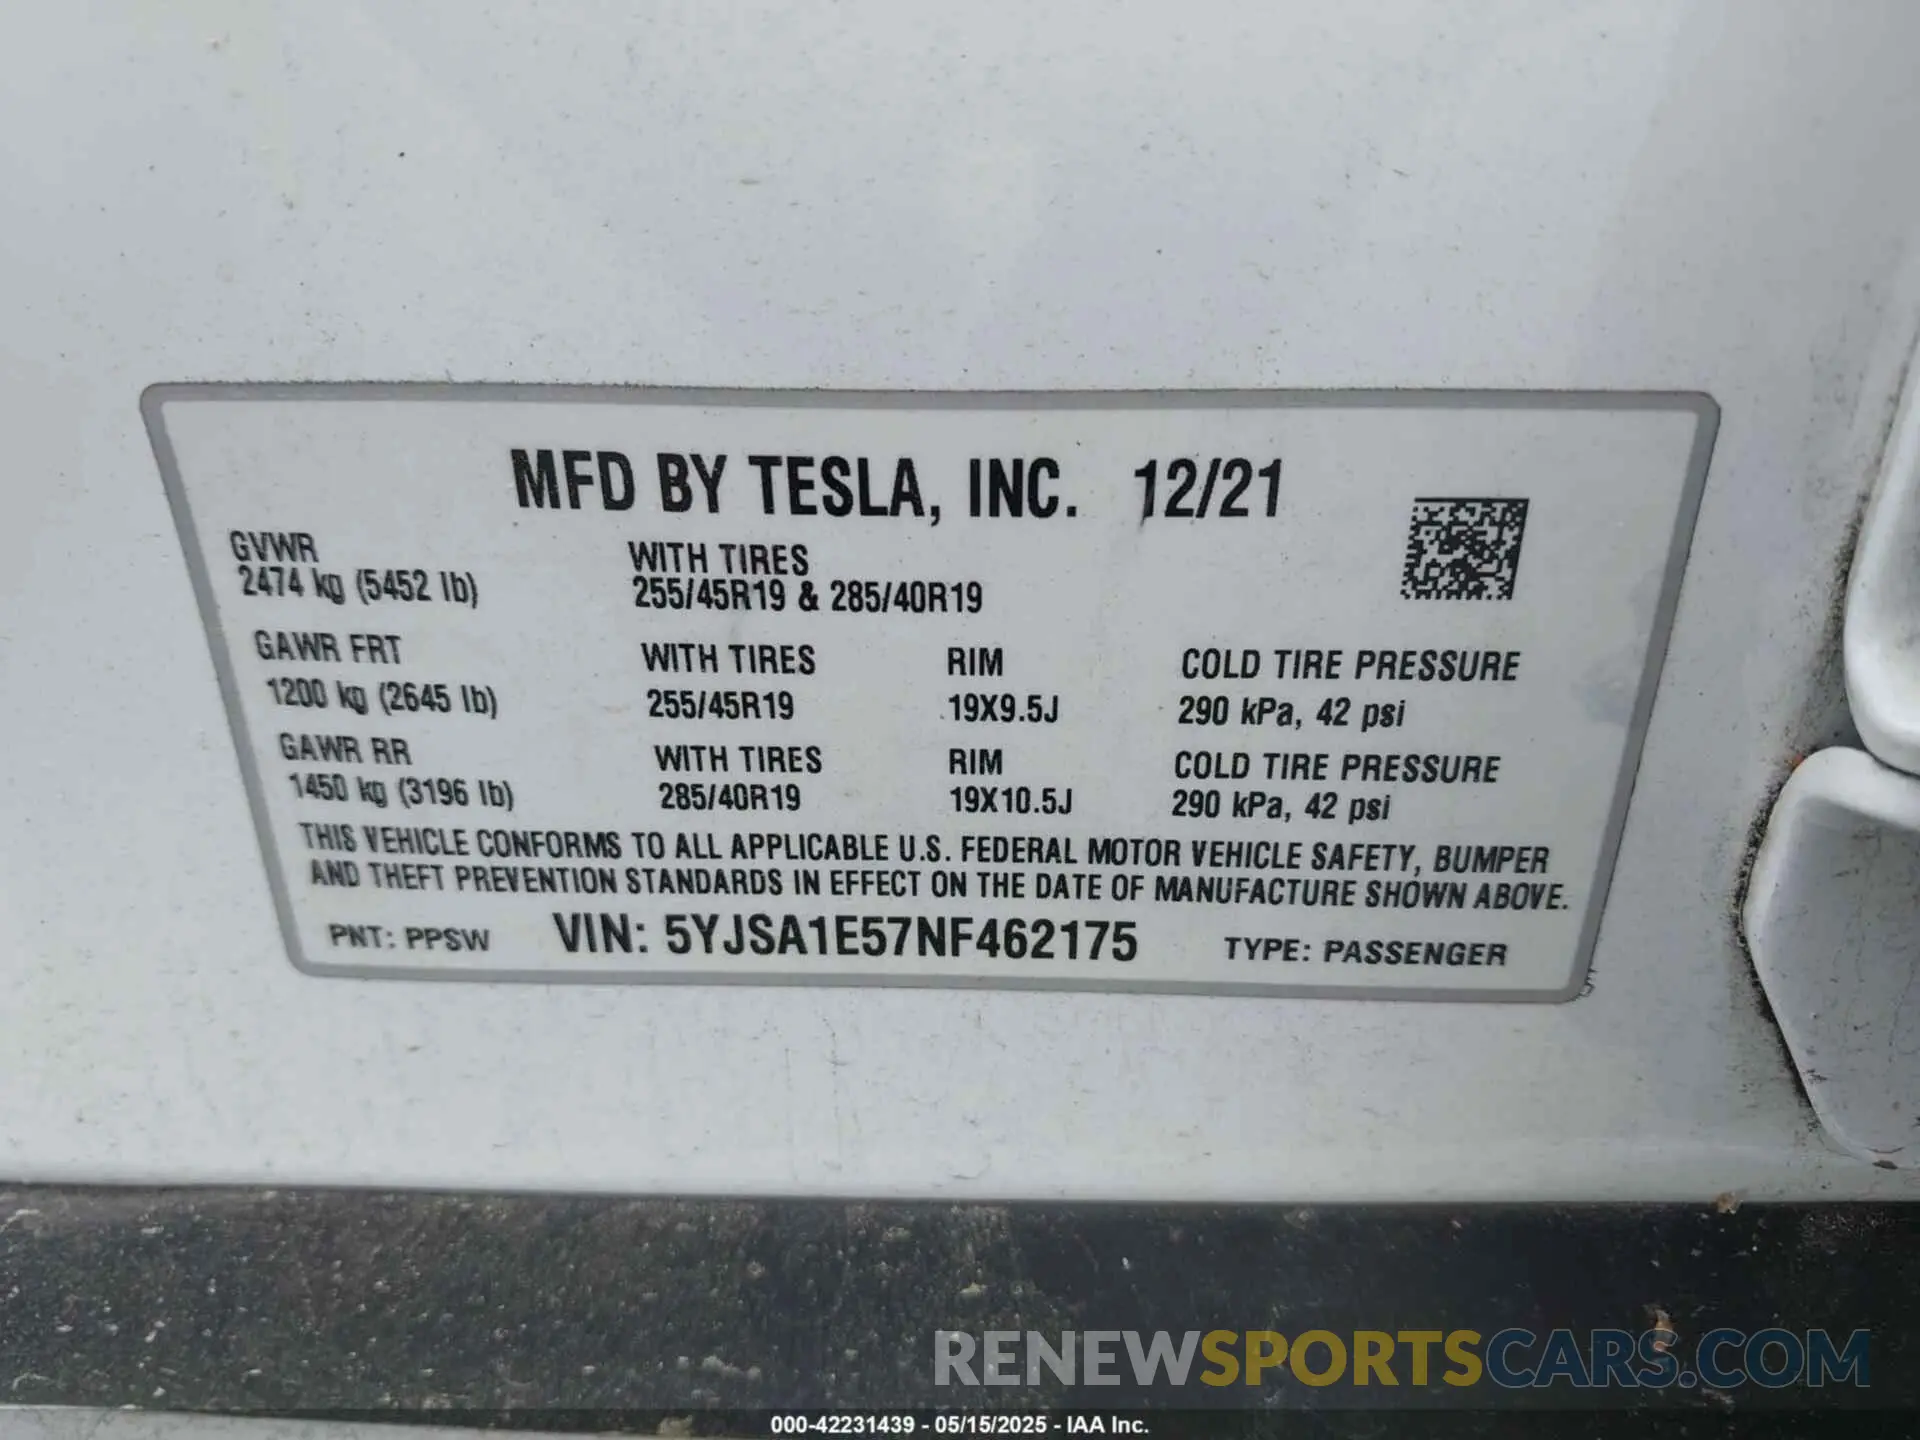 MFD BY TESLA, INC. 12/21
GVWR
2474 kg (5452 lb)
WITH TIRES
255/45R19 & 285/40R19
GAWR FRT WITH TIRES RIM COLD TIRE PRESSURE
1200 kg (2645 lb) 255/45R19 19X9.5J 290 kPa, 42 psi
GAWR RR WITH TIRES RIM COLD TIRE PRESSURE
1450 kg (3196 lb) 285/40R19 19X10.5J 290 kPa, 42 psi
THIS VEHICLE CONFORMS TO ALL APPLICABLE U.S. FEDERAL MOTOR VEHICLE SAFETY, BUMPER
AND THEFT PREVENTION STANDARDS IN EFFECT ON THE DATE OF MANUFACTURE SHOWN ABOVE.
PNT: PPSW VIN: 5YJSA1E57NF462175 TYPE: PASSENGER
RENEWSPORTSCARS.COM
000-42231439 - 05/15/2025 - IAA Inc.